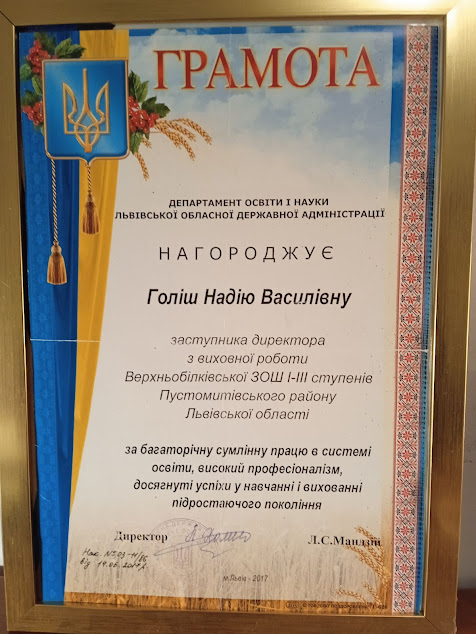 ГРАМОТА
ДЕПАРТАМЕНТ ОСВІТИ І НАУКИ
ЛЬВІВСЬКОЇ ОБЛАСНОЇ ДЕРЖАВНОЇ АДМІНІСТРАЦІЇ
НАГОРОДЖУЄ
Голіш Надію Василівну
заступника директора
з виховної роботи
Верхньобілківської ЗОШ І-ІІІ ступенів
Пустомитівського району
Львівської області
за багаторічну сумлінну працю в системі
освіти, високий професіоналізм,
досягнуті успіхи у навчанні і вихованні
підростаючого покоління
Директор Л.С.Мандзій
м.Львів - 2017